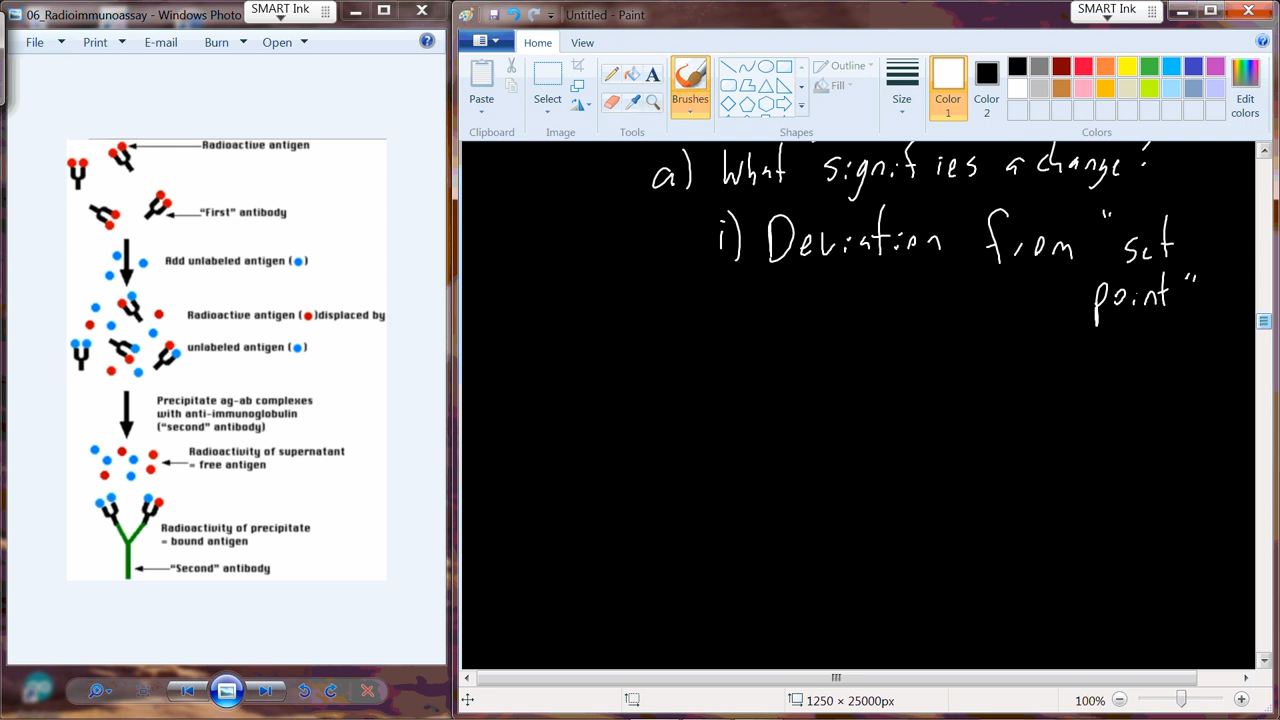 06_Radioimmunoassay - Windows Photo
SMART Ink
File Print E-mail Burn Open
Radioactive antigen
"First" antibody
Add unlabeled antigen ( )
Radioactive antigen ( )displaced by
unlabeled antigen ( )
Precipitate ag-ab complexes
with anti-immunoglobulin
("second" antibody)
Radioactivity of supernatant
= free antigen
Radioactivity of precipitate
= bound antigen
"Second" antibody
Untitled - Paint
SMART Ink
Home View
Paste
Clipboard
Select
Image
A
Tools
Brushes
Outline
Fill
Shapes
Size
Color
1
Color
2
Colors
Edit
colors
a) What signifies a change?
i) Deviation from "set
point"
1250 × 25000px
100%